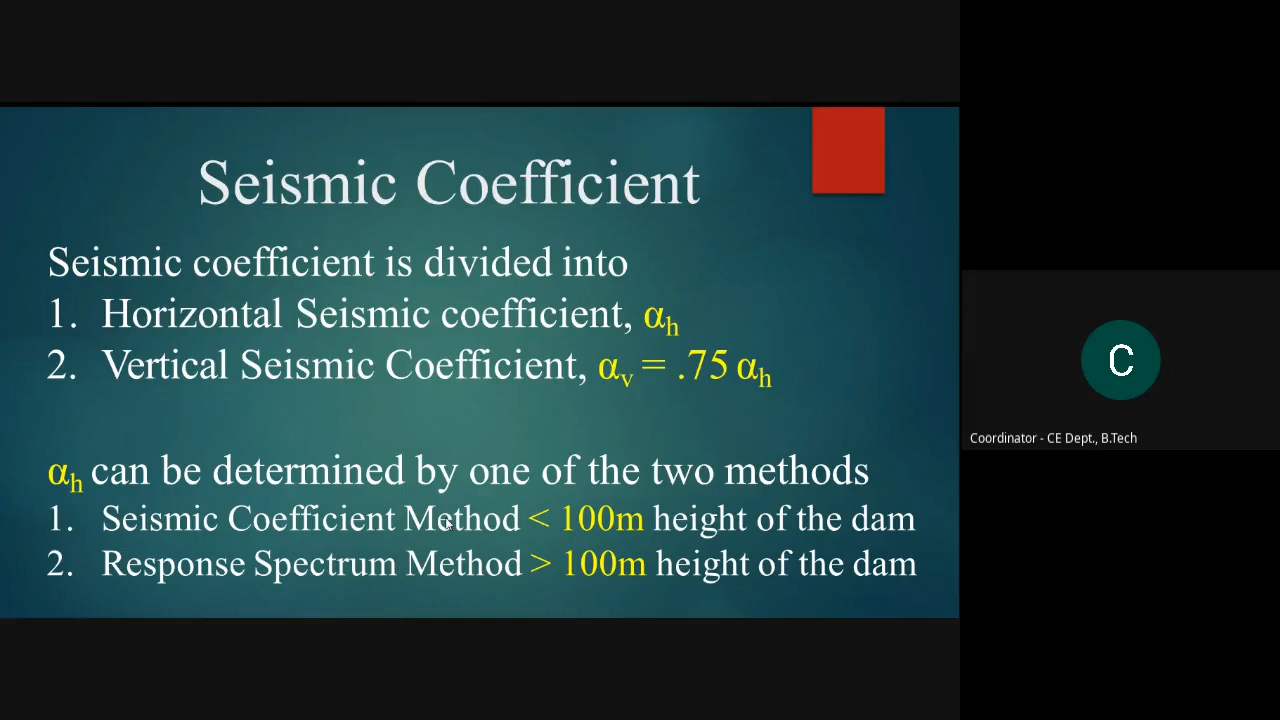 Seismic Coefficient
Seismic coefficient is divided into
1. Horizontal Seismic coefficient, αh
2. Vertical Seismic Coefficient, αv = .75 αh
αh can be determined by one of the two methods
1. Seismic Coefficient Method < 100m height of the dam
2. Response Spectrum Method > 100m height of the dam
C
Coordinator - CE Dept., B.Tech